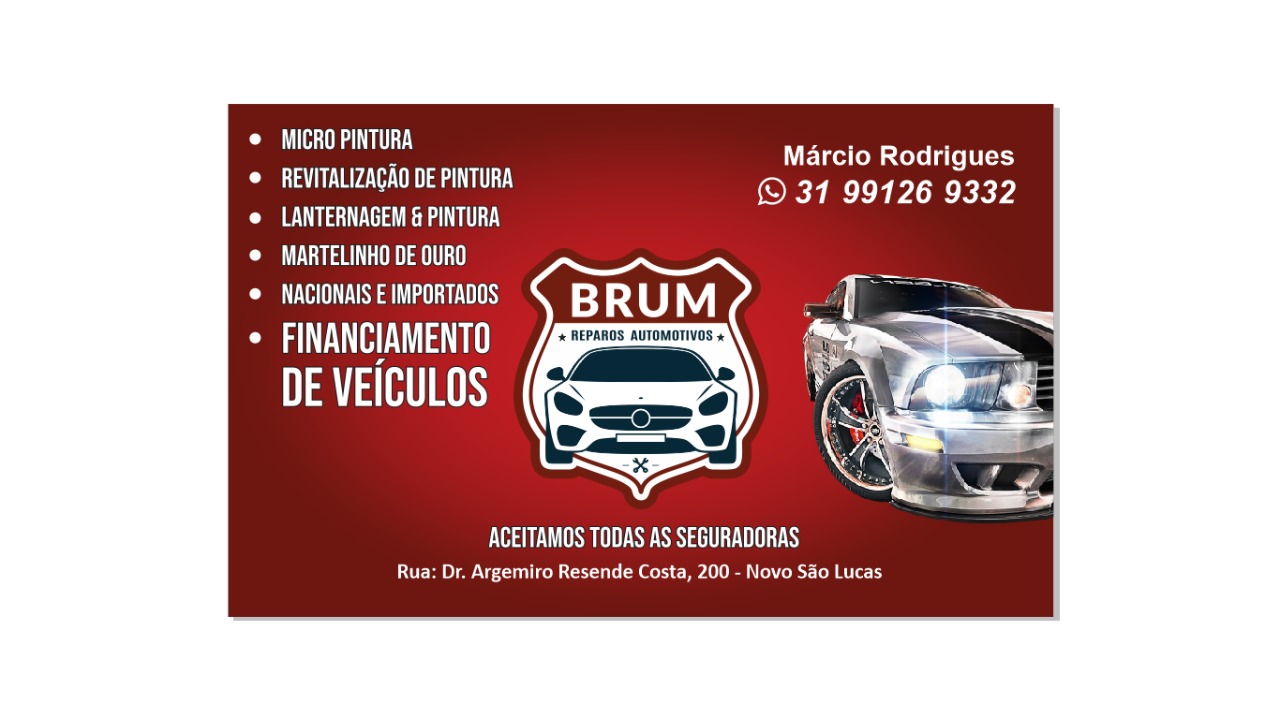 MICRO PINTURA
REVITALIZAÇÃO DE PINTURA
LANTERNAGEM & PINTURA
MARTELINHO DE OURO
NACIONAIS E IMPORTADOS
FINANCIAMENTO
DE VEÍCULOS
Márcio Rodrigues
31 99126 9332
BRUM
REPAROS AUTOMOTIVOS
ACEITAMOS TODAS AS SEGURADORAS
Rua: Dr. Argemiro Resende Costa, 200 - Novo São Lucas